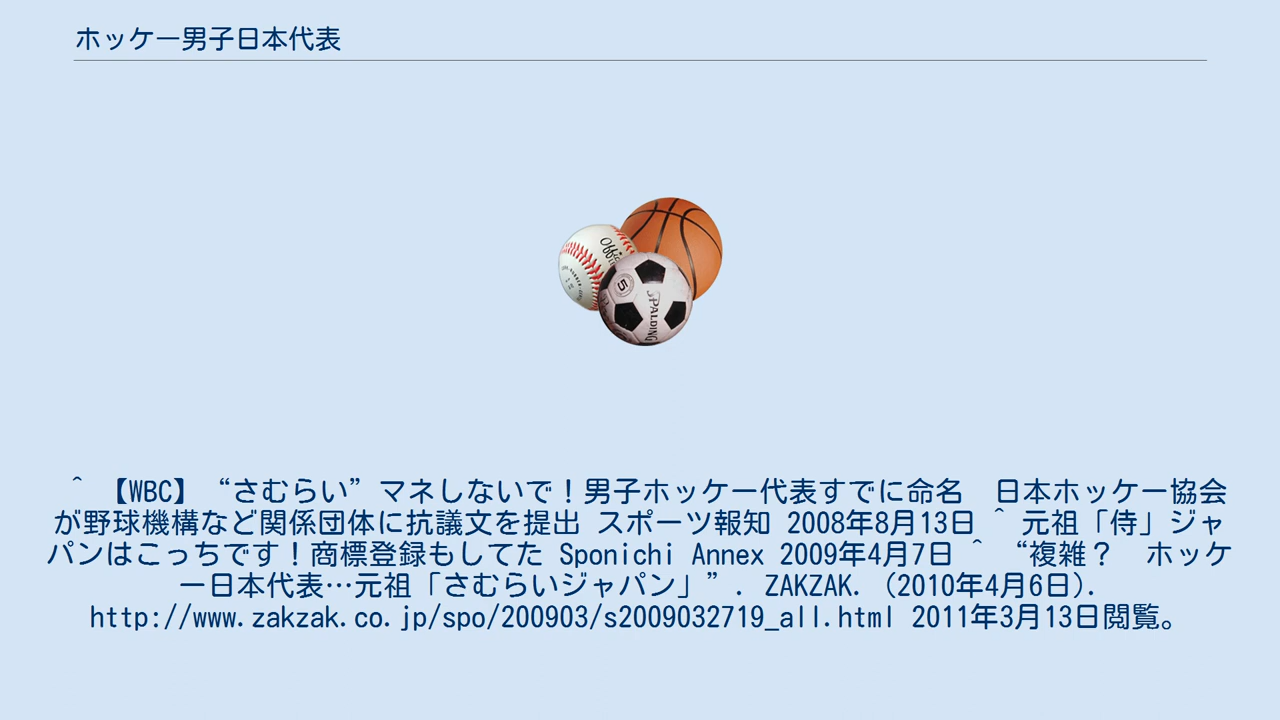 ホッケー男子日本代表
Offici
5
SPALDING
^ 【WBC】 “さむらい”マネしないで！男子ホッケー代表すでに命名　日本ホッケー協会
が野球機構など関係団体に抗議文を提出 スポーツ報知 2008年8月13日 ^ 元祖「侍」ジャ
パンはこっちです！商標登録もしてた Sponichi Annex 2009年4月7日 ^ “複雑？　ホッケ
ー日本代表…元祖「さむらいジャパン」”. ZAKZAK. (2010年4月6日).
http://www.zakzak.co.jp/spo/200903/s2009032719_all.html 2011年3月13日閲覧。